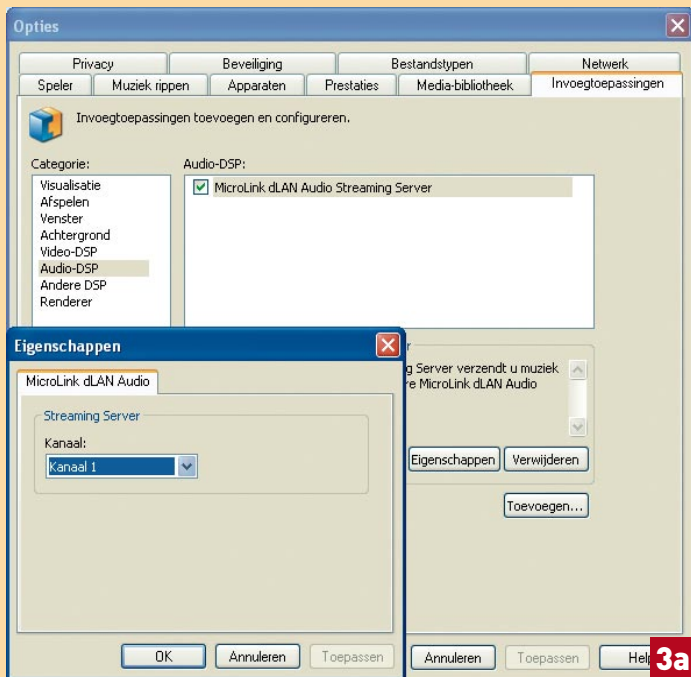 Opties
Privacy Beveiliging Bestandstypen Netwerk
Speler Muziek rippen Apparaten Prestaties Media-bibliotheek Invoegtoepassingen
Invoegtoepassingen toevoegen en configureren.
Categorie:
Visualisatie
Afspelen
Venster
Achtergrond
Video-DSP
Audio-DSP
Andere DSP
Renderer
Audio-DSP:
MicroLink dLAN Audio Streaming Server
g Server verzendt u muziek
re MicroLink dLAN Audio
Eigenschappen Verwijderen
Toevoegen...
Annuleren Toepassen Help
Eigenschappen
MicroLink dLAN Audio
Streaming Server
Kanaal:
Kanaal 1
OK Annuleren Toepassen
3a